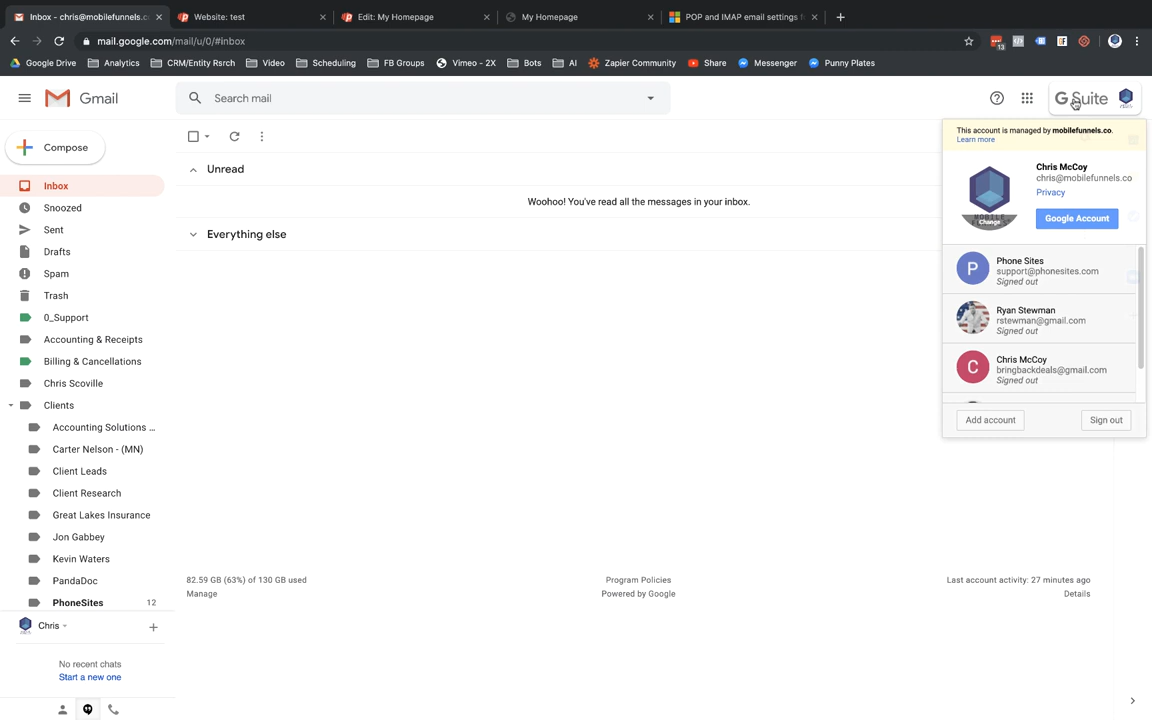 Inbox - chris@mobilefunnels.c
Website: test
Edit: My Homepage
My Homepage
POP and IMAP email settings
mail.google.com/mail/u/0/#inbox
13
Google Drive
Analytics
CRM/Entity Rsrch
Video
Scheduling
FB Groups
Vimeo - 2X
Bots
AI
Zapier Community
Share
Messenger
Punny Plates
Gmail
Search mail
G Suite
Compose
Inbox
Snoozed
Sent
Drafts
Spam
Trash
0_Support
Accounting & Receipts
Billing & Cancellations
Chris Scoville
Clients
Accounting Solutions ...
Carter Nelson - (MN)
Client Leads
Client Research
Great Lakes Insurance
Jon Gabbey
Kevin Waters
PandaDoc
PhoneSites 12
Chris
No recent chats
Start a new one
Unread
Woohoo! You've read all the messages in your inbox.
Everything else
82.59 GB (63%) of 130 GB used
Manage
Program Policies
Powered by Google
Last account activity: 27 minutes ago
Details
This account is managed by mobilefunnels.co.
Learn more
Chris McCoy
chris@mobilefunnels.co
Privacy
Google Account
MOBILE
Change
P
Phone Sites
support@phonesites.com
Signed out
Ryan Stewman
rstewman@gmail.com
Signed out
C
Chris McCoy
bringbackdeals@gmail.com
Signed out
Add account
Sign out